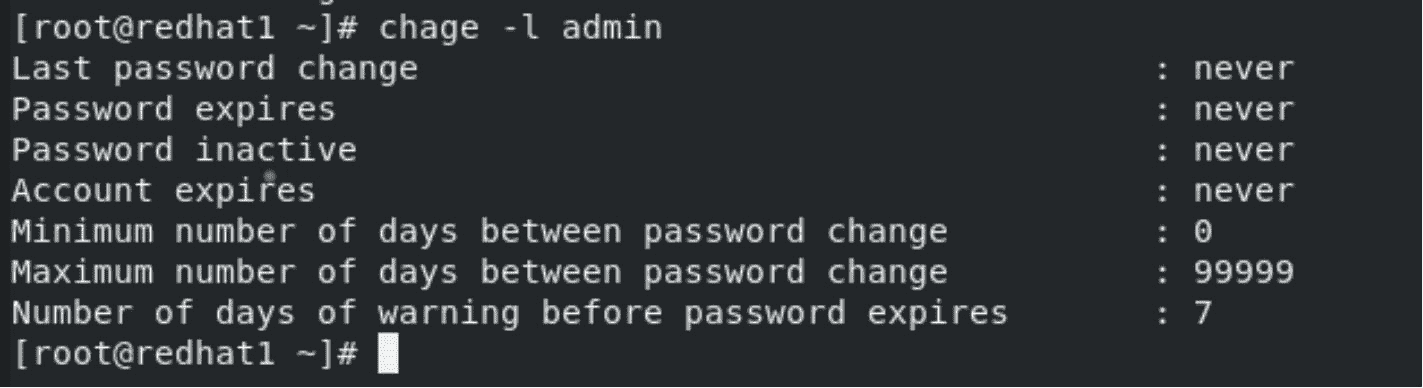 [root@redhat1 ~]# chage -l admin
Last password change : never
Password expires : never
Password inactive : never
Account expires : never
Minimum number of days between password change : 0
Maximum number of days between password change : 99999
Number of days of warning before password expires : 7
[root@redhat1 ~]#